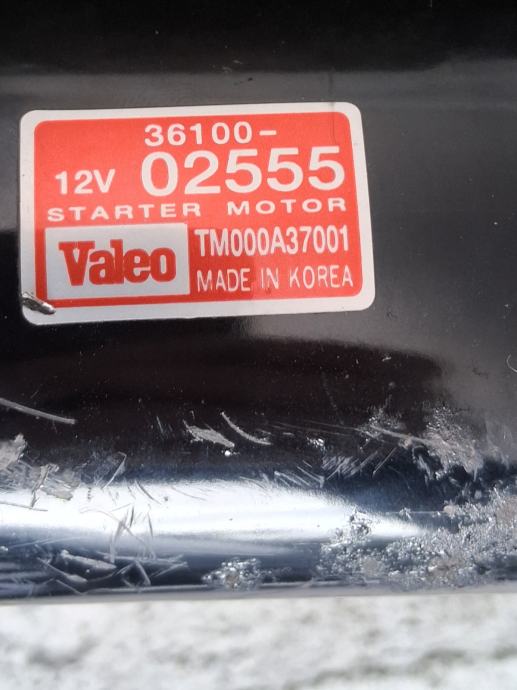 36100-
12V 02555
STARTER MOTOR
Valeo TM000A37001
MADE IN KOREA